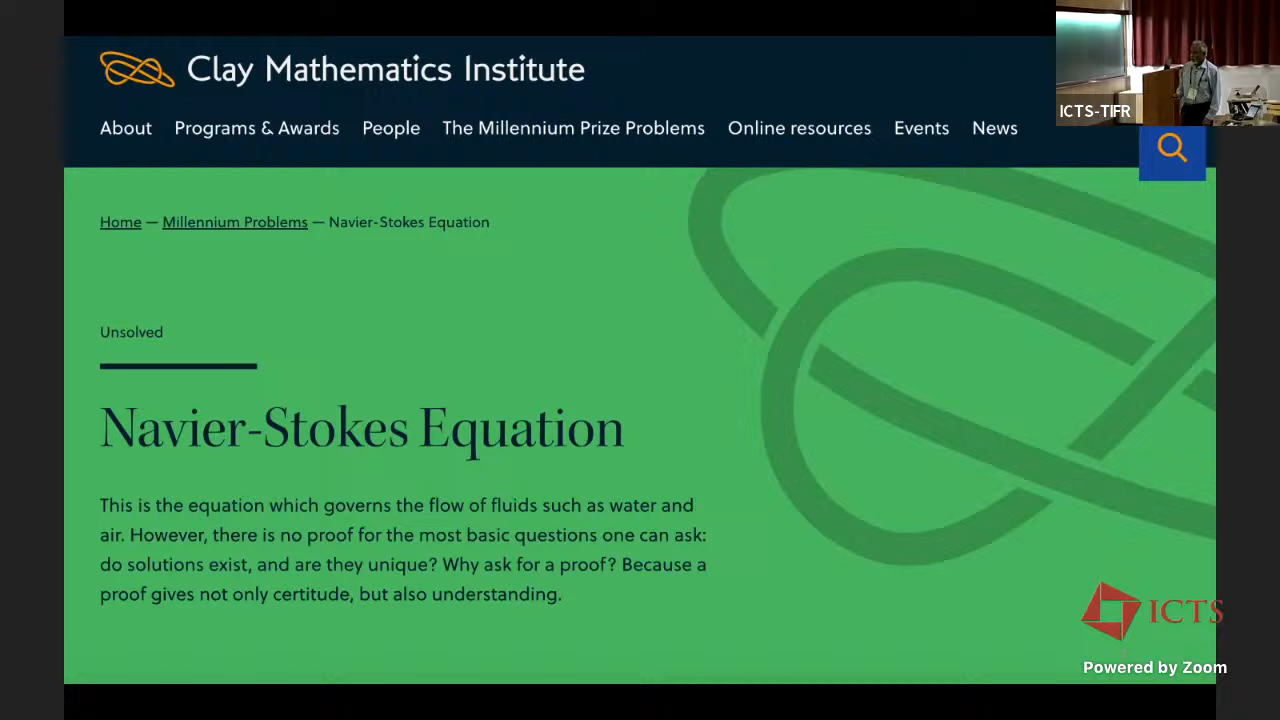 Clay Mathematics Institute
About Programs & Awards People The Millennium Prize Problems Online resources Events News
ICTS-TIFR
Home — Millennium Problems — Navier-Stokes Equation
Unsolved
Navier-Stokes Equation
This is the equation which governs the flow of fluids such as water and
air. However, there is no proof for the most basic questions one can ask:
do solutions exist, and are they unique? Why ask for a proof? Because a
proof gives not only certitude, but also understanding.
ICTS
Powered by Zoom